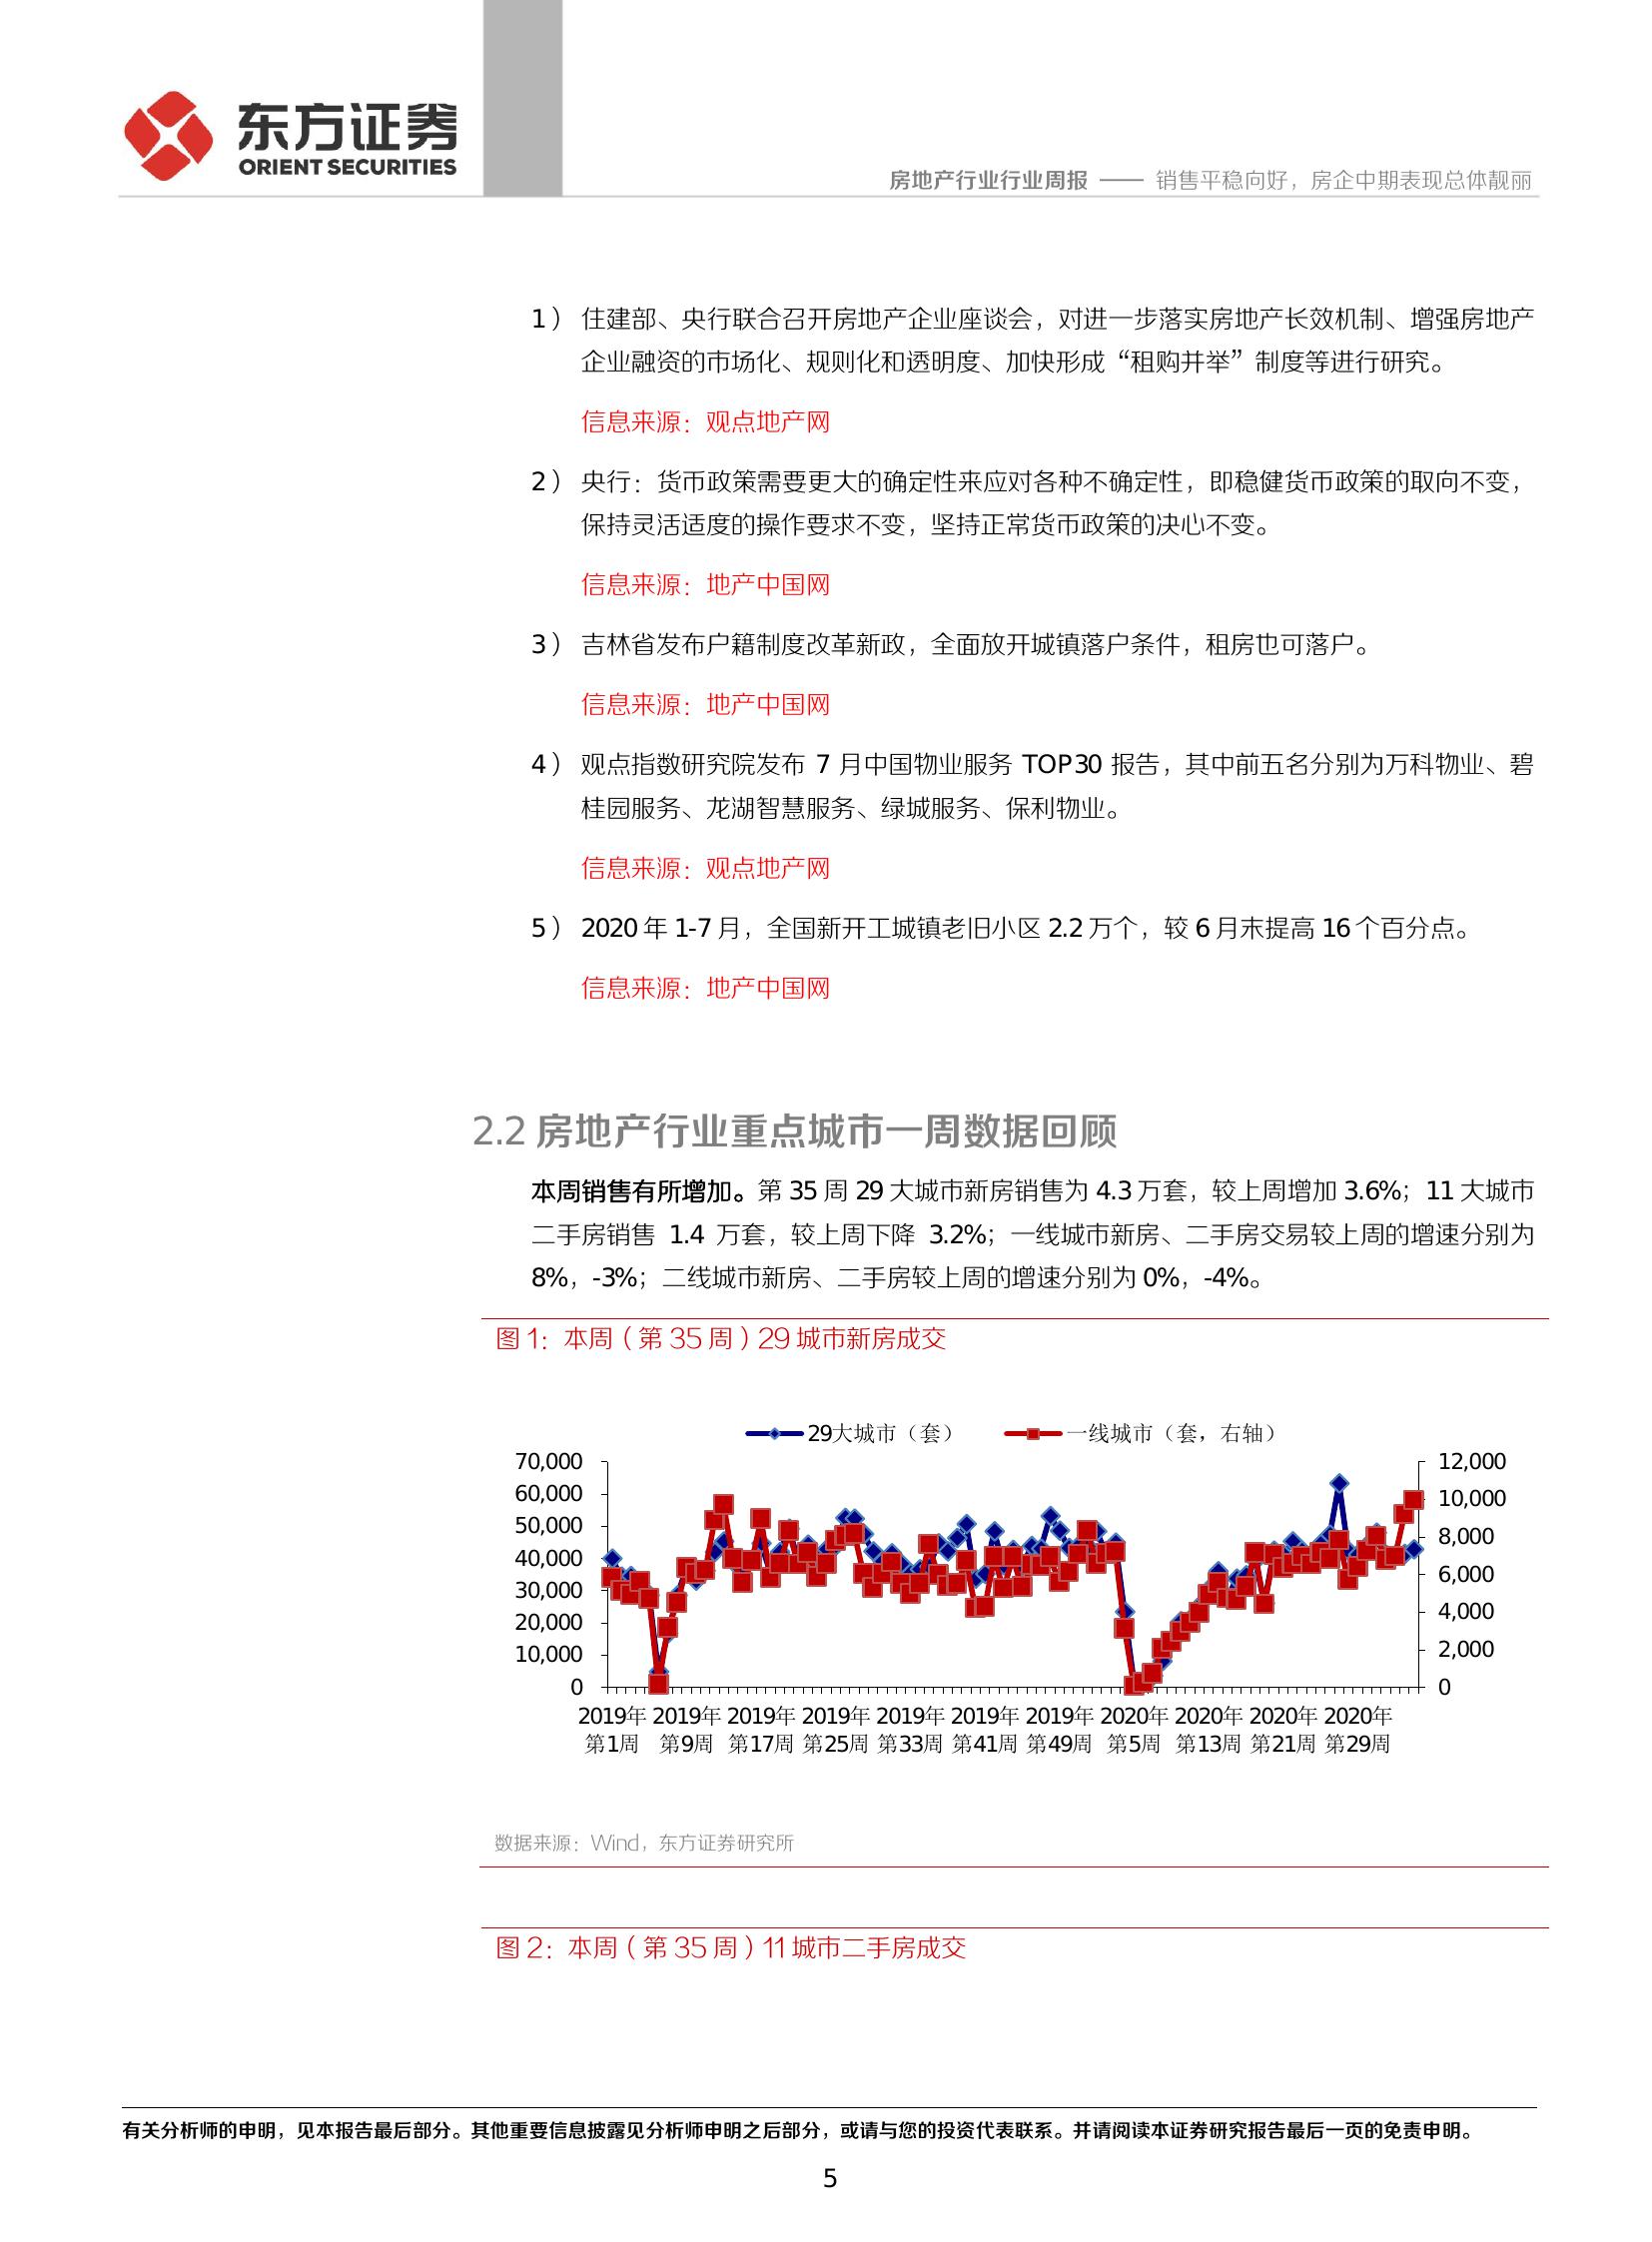 东方证券
ORIENT SECURITIES
房地产行业行业周报 —— 销售平稳向好，房企中期表现总体靓丽
1） 住建部、央行联合召开房地产企业座谈会，对进一步落实房地产长效机制、增强房地产
企业融资的市场化、规则化和透明度、加快形成“租购并举”制度等进行研究。
信息来源：观点地产网
2） 央行：货币政策需要更大的确定性来应对各种不确定性，即稳健货币政策的取向不变，
保持灵活适度的操作要求不变，坚持正常货币政策的决心不变。
信息来源：地产中国网
3） 吉林省发布户籍制度改革新政，全面放开城镇落户条件，租房也可落户。
信息来源：地产中国网
4） 观点指数研究院发布 7 月中国物业服务 TOP30 报告，其中前五名分别为万科物业、碧
桂园服务、龙湖智慧服务、绿城服务、保利物业。
信息来源：观点地产网
5） 2020 年 1-7 月，全国新开工城镇老旧小区 2.2 万个，较 6 月末提高 16 个百分点。
信息来源：地产中国网
2.2 房地产行业重点城市一周数据回顾
本周销售有所增加。第 35 周 29 大城市新房销售为 4.3 万套，较上周增加 3.6%；11 大城市
二手房销售 1.4 万套，较上周下降 3.2%；一线城市新房、二手房交易较上周的增速分别为
8%，-3%；二线城市新房、二手房较上周的增速分别为 0%，-4%。
图 1：本周（第 35 周）29 城市新房成交
29大城市（套） 一线城市（套，右轴）
70,000 12,000
60,000 10,000
50,000 8,000
40,000 6,000
30,000 4,000
20,000 2,000
10,000 0
0
2019年 2019年 2019年 2019年 2019年 2019年 2019年 2020年 2020年 2020年 2020年
第1周 第9周 第17周 第25周 第33周 第41周 第49周 第5周 第13周 第21周 第29周
数据来源：Wind，东方证券研究所
图 2：本周（第 35 周）11 城市二手房成交
有关分析师的申明，见本报告最后部分。其他重要信息披露见分析师申明之后部分，或请与您的投资代表联系。并请阅读本证券研究报告最后一页的免责申明。
5